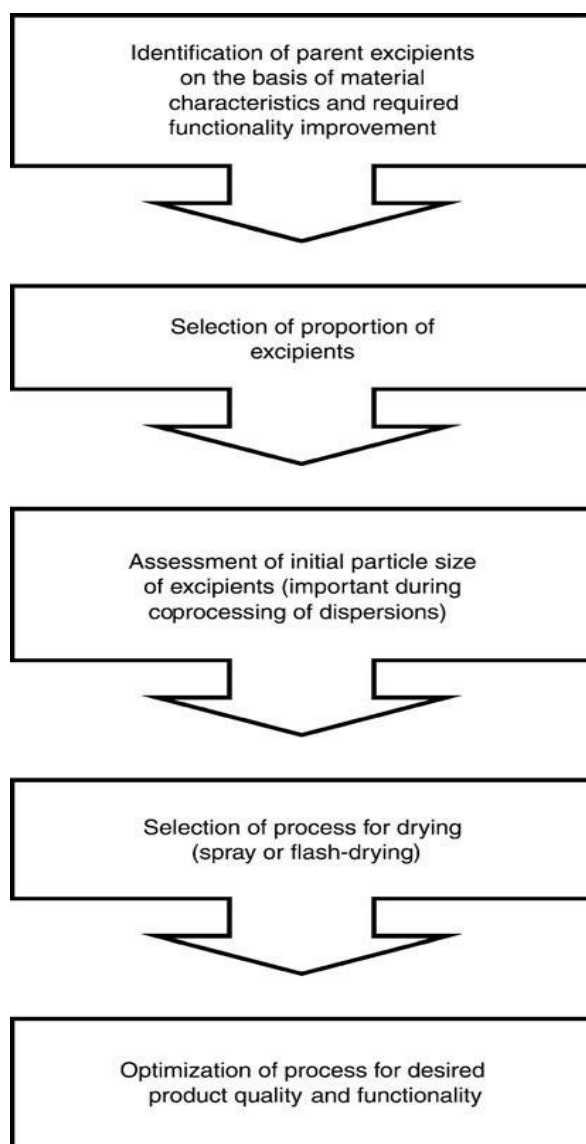 Identification of parent excipients
on the basis of material
characteristics and required
functionality improvement
Selection of proportion of
excipients
Assessment of initial particle size
of excipients (important during
coprocessing of dispersions)
Selection of process for drying
(spray or flash-drying)
Optimization of process for desired
product quality and functionality